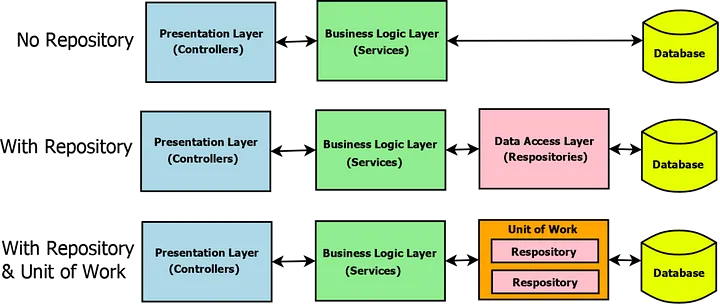 No Repository
Presentation Layer
(Controllers)
Business Logic Layer
(Services)
Database
With Repository
Presentation Layer
(Controllers)
Business Logic Layer
(Services)
Data Access Layer
(Respositories)
Database
With Repository
& Unit of Work
Presentation Layer
(Controllers)
Business Logic Layer
(Services)
Unit of Work
Respository
Respository
Database